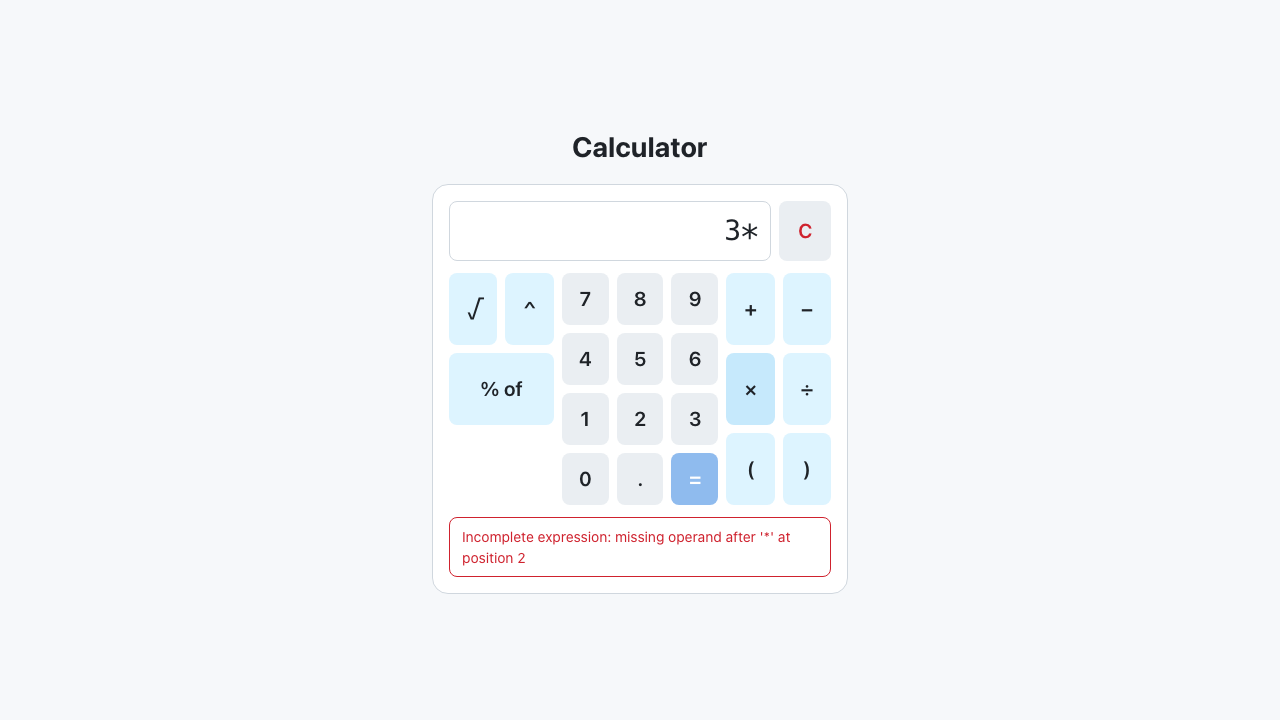 Calculator
3*
C
√ ^ 7 8 9 + −
4 5 6
% of × ÷
1 2 3
( )
0 . =
Incomplete expression: missing operand after '*' at
position 2